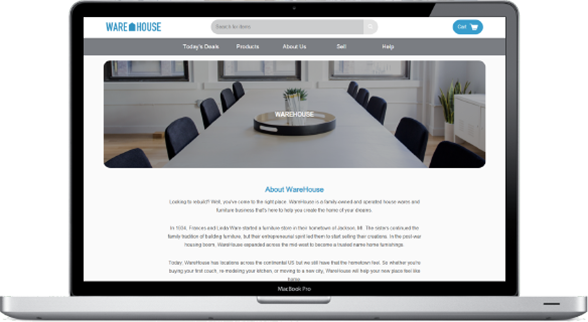 WARE HOUSE
Search for items
Cart
Today's Deals Products About Us Sell Help
WAREHOUSE
About WareHouse
Looking to rebuild? Well, you've come to the right place. WareHouse is a family-owned and operated house wares and
furniture business that's here to help you create the home of your dreams.
In 1934, Frances and Linda Ware started a furniture store in their hometown of Jackson, MI. The sisters continued the
family tradition of building furniture, but their entrepreneurial spirit led them to start selling their creations. In the post-war
housing boom, WareHouse expanded across the mid-west to become a trusted name home furnishings.
Today, WareHouse has locations across the continental US but we still have that the hometown feel. So whether you're
buying your first couch, re-modeling your kitchen, or moving to a new city, WareHouse will help your new place feel like
home.
MacBook Pro